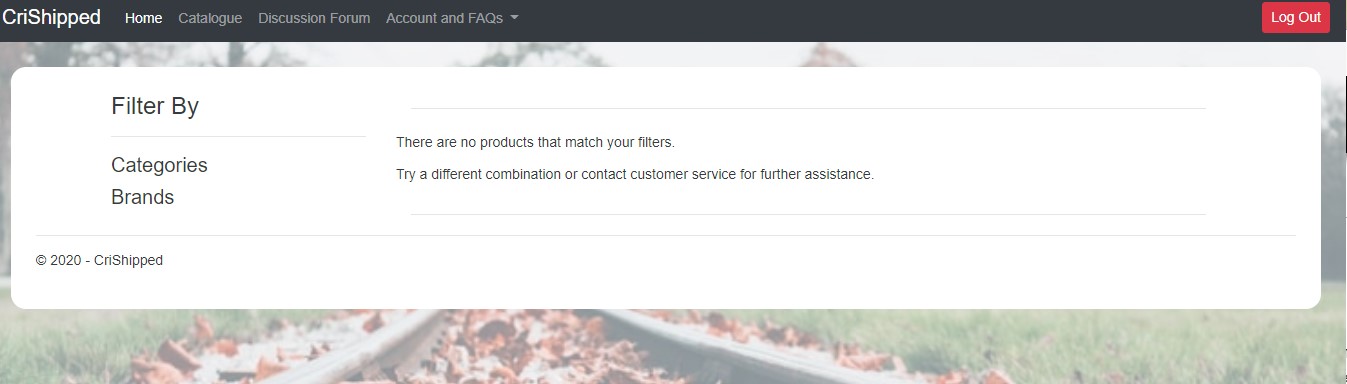 CriShipped Home Catalogue Discussion Forum Account and FAQs Log Out
Filter By
Categories
Brands
There are no products that match your filters.
Try a different combination or contact customer service for further assistance.
© 2020 - CriShipped